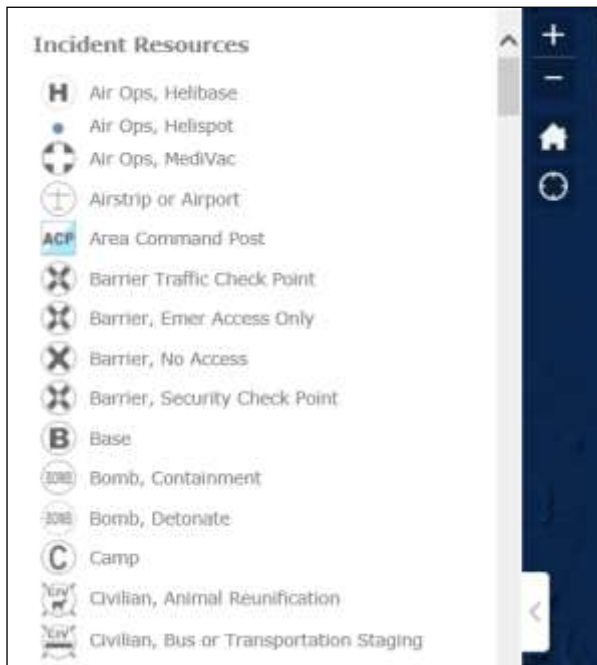 Incident Resources
H Air Ops, Helibase
Air Ops, Helispot
Air Ops, MediVac
Airstrip or Airport
ACP Area Command Post
Barrier Traffic Check Point
Barrier, Emer Access Only
Barrier, No Access
Barrier, Security Check Point
B Base
BOMB Bomb, Containment
BOMB Bomb, Detonate
C Camp
CIV Civilian, Animal Reunification
CIV Civilian, Bus or Transportation Staging